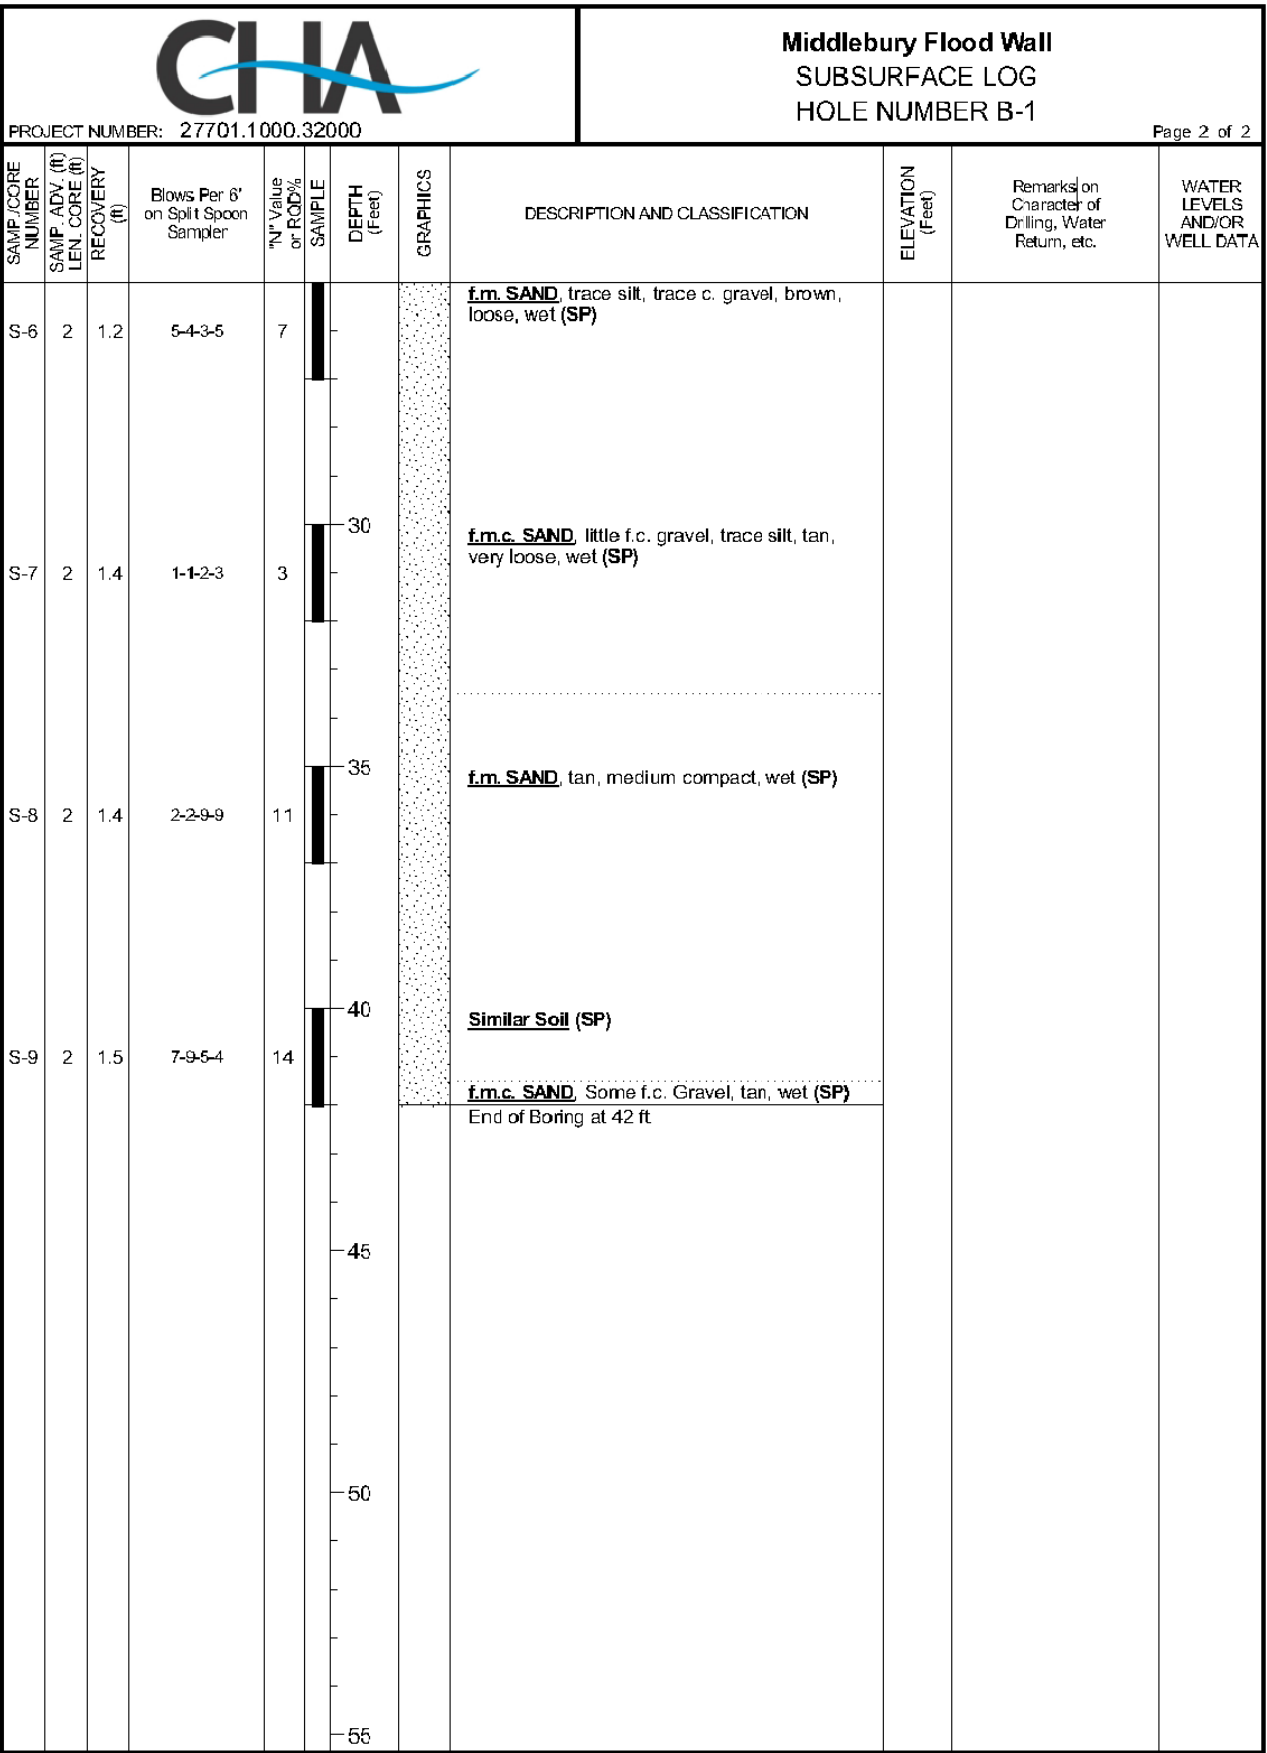 CHA
PROJECT NUMBER: 27701.1000.32000
Middlebury Flood Wall
SUBSURFACE LOG
HOLE NUMBER B-1
Page 2 of 2
SAMP./CORE
NUMBER
SAMP. ADV. (ft)
LEN. CORE (ft)
RECOVERY
(ft)
Blows Per 6"
on Split Spoon
Sampler
"N" Value
or RQD%
SAMPLE
DEPTH
(Feet)
GRAPHICS
DESCRIPTION AND CLASSIFICATION
ELEVATION
(Feet)
Remarks on
Character of
Drilling, Water
Return, etc.
WATER
LEVELS
AND/OR
WELL DATA
f.m. SAND, trace silt, trace c. gravel, brown,
loose, wet (SP)
S-6 2 1.2 5-4-3-5 7
30
f.m.c. SAND, little f.c. gravel, trace silt, tan,
very loose, wet (SP)
S-7 2 1.4 1-1-2-3 3
35
f.m. SAND, tan, medium compact, wet (SP)
S-8 2 1.4 2-2-9-9 11
40
Similar Soil (SP)
S-9 2 1.5 7-9-5-4 14
f.m.c. SAND, Some f.c. Gravel, tan, wet (SP)
End of Boring at 42 ft
45
50
55